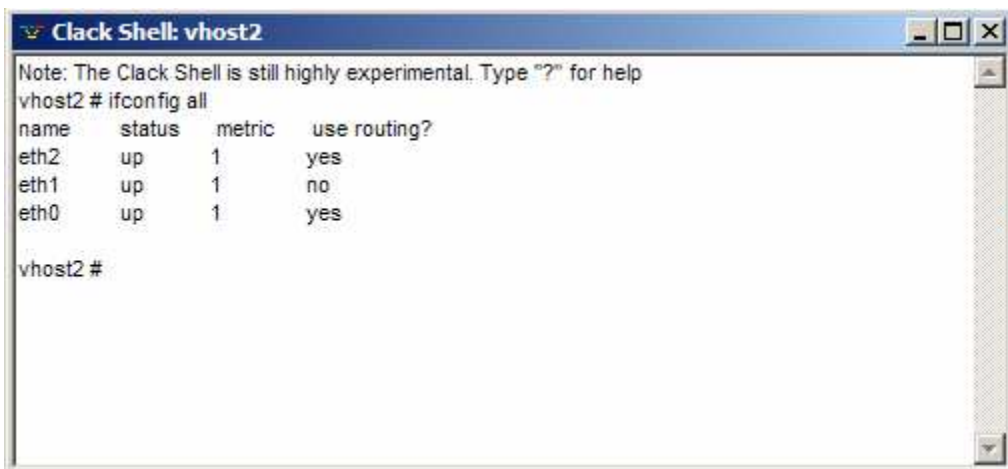 Clack Shell: vhost2
Note: The Clack Shell is still highly experimental. Type "?" for help
vhost2 # ifconfig all
name status metric use routing?
eth2 up 1 yes
eth1 up 1 no
eth0 up 1 yes
vhost2 #